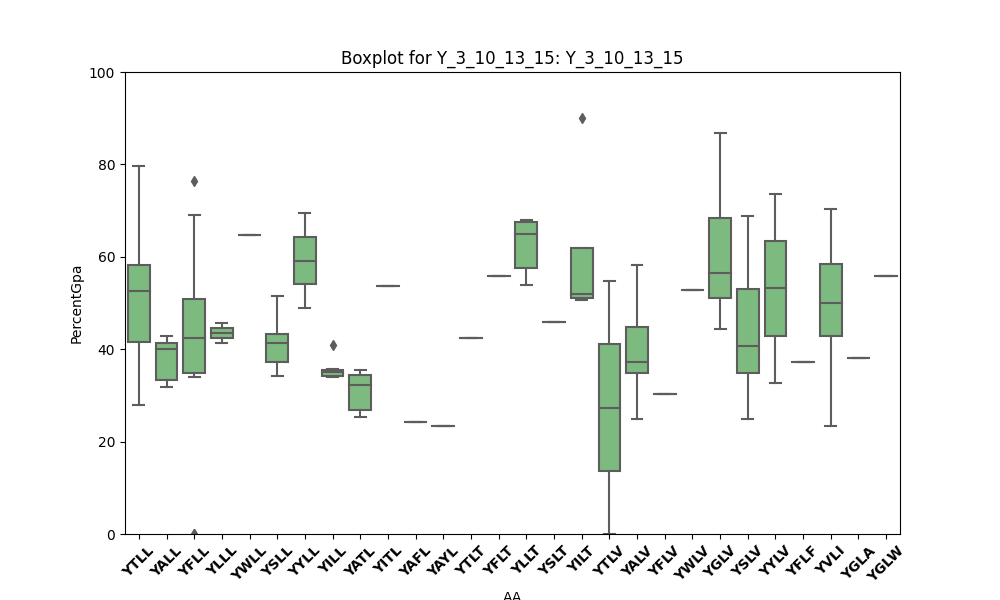 Boxplot for Y_3_10_13_15: Y_3_10_13_15
100
80
60
40
20
0
PercentGpa
YTLL YALL YFLL YLLL YWLL YSLL YYLL YILL YATL YITL YAFL YAYL YTLT YFLT YLLT YSLT YILT YTLV YALV YFLV YWLV YGLV YSLV YYLV YFLF YVLI YGLA YGLW
AA